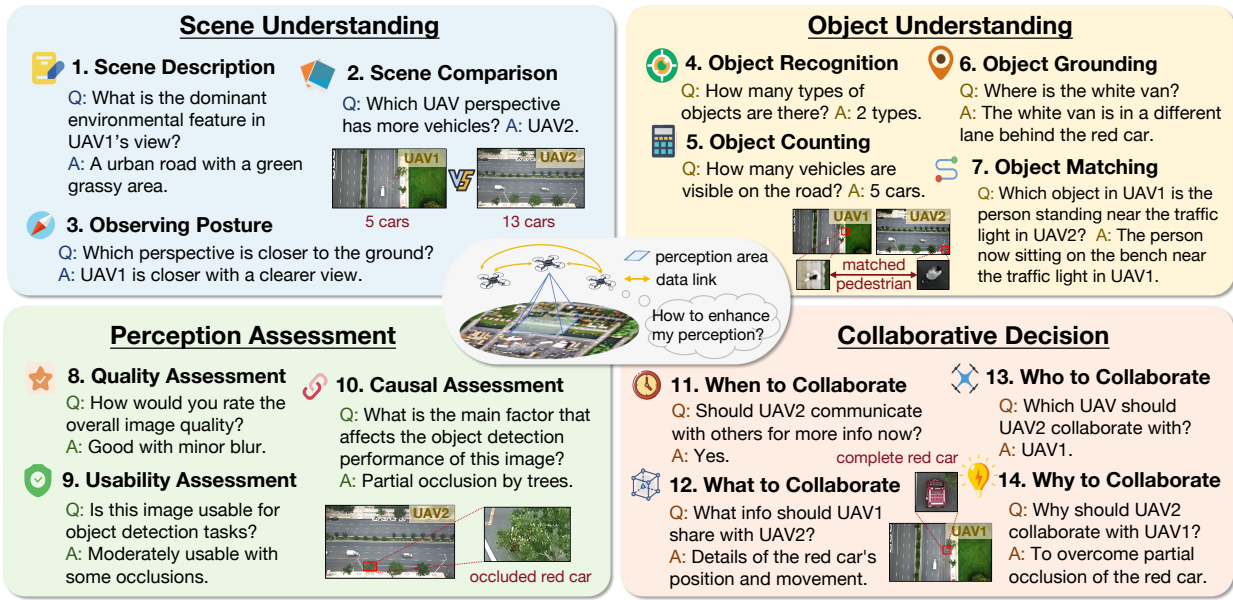 Scene Understanding
1. Scene Description
Q: What is the dominant
environmental feature in
UAV1's view?
A: A urban road with a green
grassy area.
2. Scene Comparison
Q: Which UAV perspective
has more vehicles? A: UAV2.
UAV1
VS
UAV2
5 cars
13 cars
3. Observing Posture
Q: Which perspective is closer to the ground?
A: UAV1 is closer with a clearer view.
Object Understanding
4. Object Recognition
Q: How many types of
objects are there? A: 2 types.
5. Object Counting
Q: How many vehicles are
visible on the road? A: 5 cars.
6. Object Grounding
Q: Where is the white van?
A: The white van is in a different
lane behind the red car.
7. Object Matching
Q: Which object in UAV1 is the
person standing near the traffic
light in UAV2? A: The person
now sitting on the bench near
the traffic light in UAV1.
UAV1
UAV2
matched
pedestrian
perception area
data link
How to enhance
my perception?
Perception Assessment
8. Quality Assessment
Q: How would you rate the
overall image quality?
A: Good with minor blur.
9. Usability Assessment
Q: Is this image usable for
object detection tasks?
A: Moderately usable with
some occlusions.
10. Causal Assessment
Q: What is the main factor that
affects the object detection
performance of this image?
A: Partial occlusion by trees.
UAV2
occluded red car
Collaborative Decision
11. When to Collaborate
Q: Should UAV2 communicate
with others for more info now?
A: Yes.
complete red car
12. What to Collaborate
Q: What info should UAV1
share with UAV2?
A: Details of the red car's
position and movement.
UAV1
13. Who to Collaborate
Q: Which UAV should
UAV2 collaborate with?
A: UAV1.
14. Why to Collaborate
Q: Why should UAV2
collaborate with UAV1?
A: To overcome partial
occlusion of the red car.